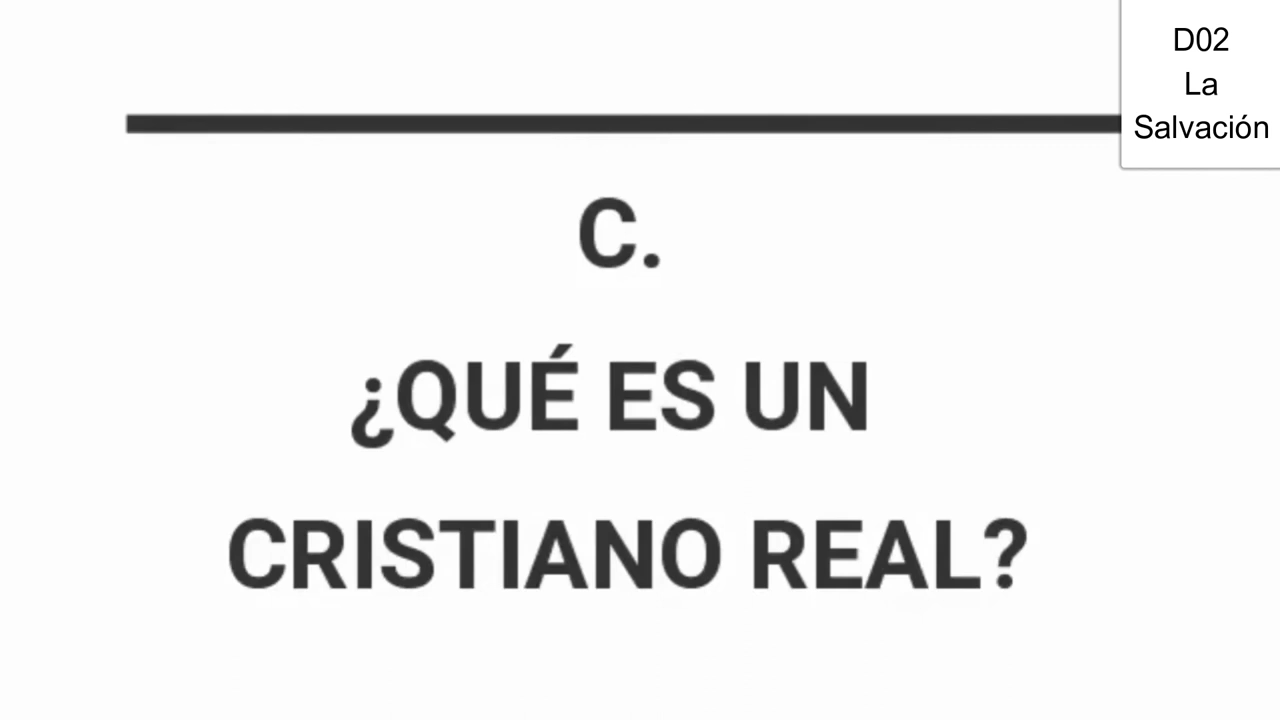 D02
La
Salvación
C.
¿QUÉ ES UN
CRISTIANO REAL?